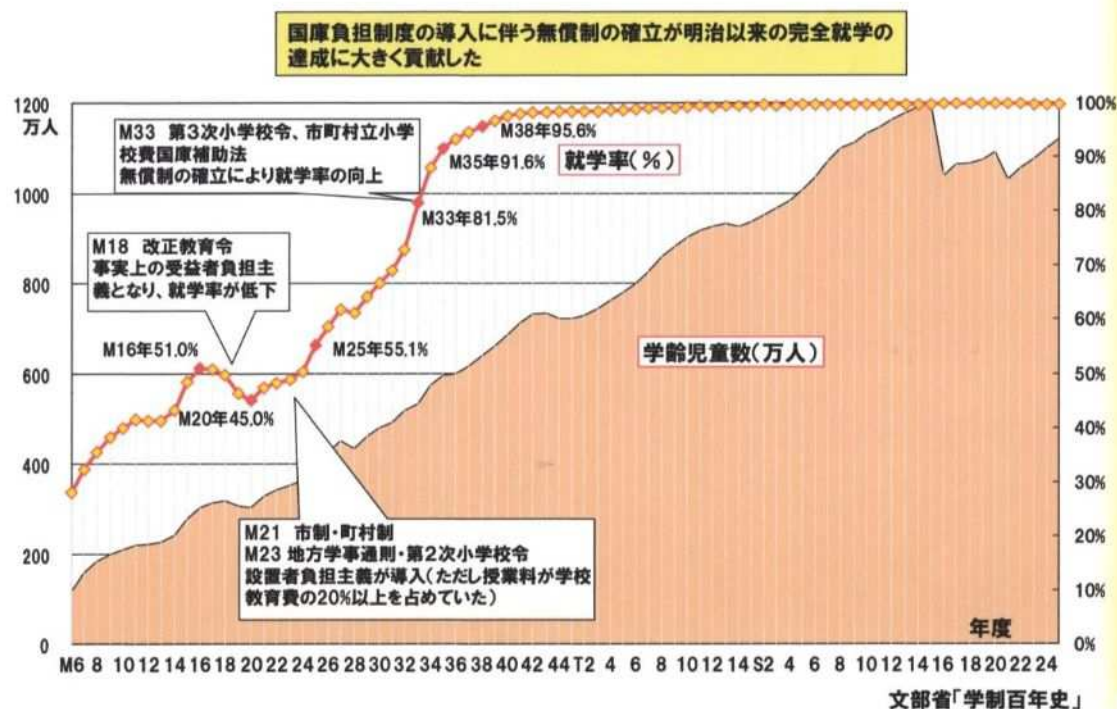 国庫負担制度の導入に伴う無償制の確立が明治以来の完全就学の
達成に大きく貢献した
1200
万人
1000
800
600
400
200
0
100%
90%
80%
70%
60%
50%
40%
30%
20%
10%
0%
M33 第3次小学校令、市町村立小学
校費国庫補助法
無償制の確立により就学率の向上
M38年95.6%
M35年91.6%
就学率(%)
M33年81.5%
M18 改正教育令
事実上の受益者負担主
義となり、就学率が低下
M16年51.0%
M25年55.1%
学齢児童数(万人)
M20年45.0%
M21 市制・町村制
M23 地方学事通則・第2次小学校令
設置者負担主義が導入(ただし授業料が学校
教育費の20%以上を占めていた)
年度
M6 8 10 12 14 16 18 20 22 24 26 28 30 32 34 36 38 40 42 44 T2 4 6 8 10 12 14 S2 4 6 8 10 12 14 16 18 20 22 24
文部省「学制百年史」